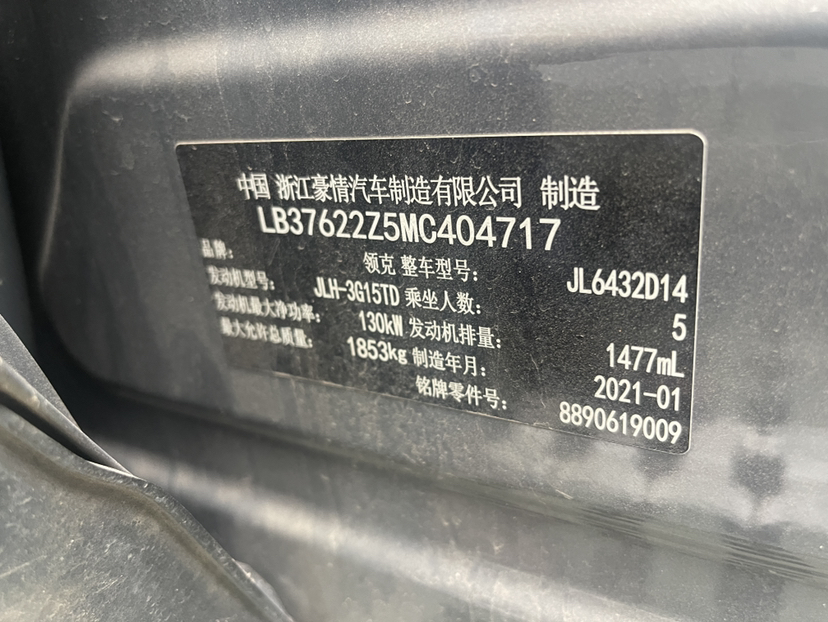 中国 浙江豪情汽车制造有限公司 制造
LB37622Z5MC404717
品牌: 领克 整车型号: JL6432D14
发动机型号: JLH-3G15TD 乘坐人数: 5
发动机最大净功率: 130kW 发动机排量: 1477mL
最大允许总质量: 1853kg 制造年月: 2021-01
铭牌零件号: 8890619009